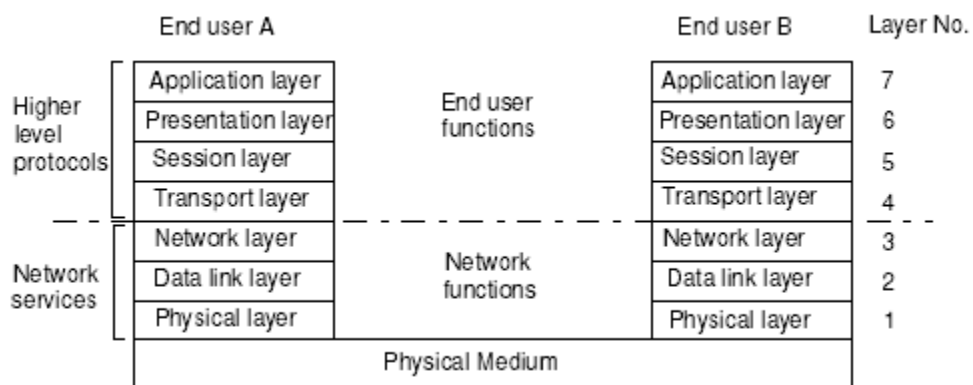 End user A
End user B
Layer No.
Higher
level
protocols
Application layer
Presentation layer
Session layer
Transport layer
End user
functions
Application layer
Presentation layer
Session layer
Transport layer
7
6
5
4
Network
services
Network layer
Data link layer
Physical layer
Network
functions
Network layer
Data link layer
Physical layer
3
2
1
Physical Medium